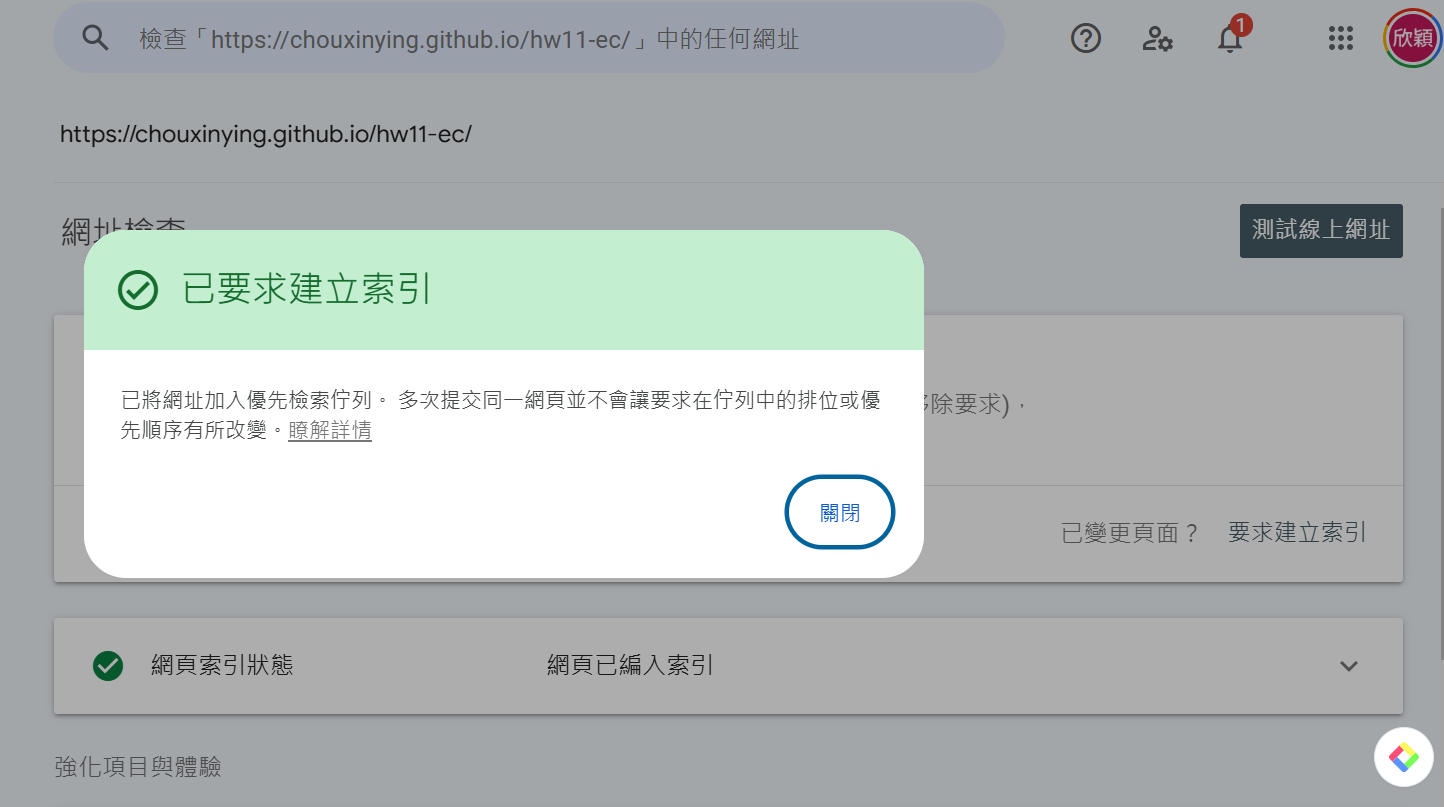 檢查「https://chouxinying.github.io/hw11-ec/」中的任何網址
1
欣穎
https://chouxinying.github.io/hw11-ec/
網址檢查
測試線上網址
已要求建立索引
已將網址加入優先檢索佇列。 多次提交同一網頁並不會讓要求在佇列中的排位或優
先順序有所改變。瞭解詳情
除要求)，
關閉
已變更頁面？ 要求建立索引
網頁索引狀態 網頁已編入索引
強化項目與體驗